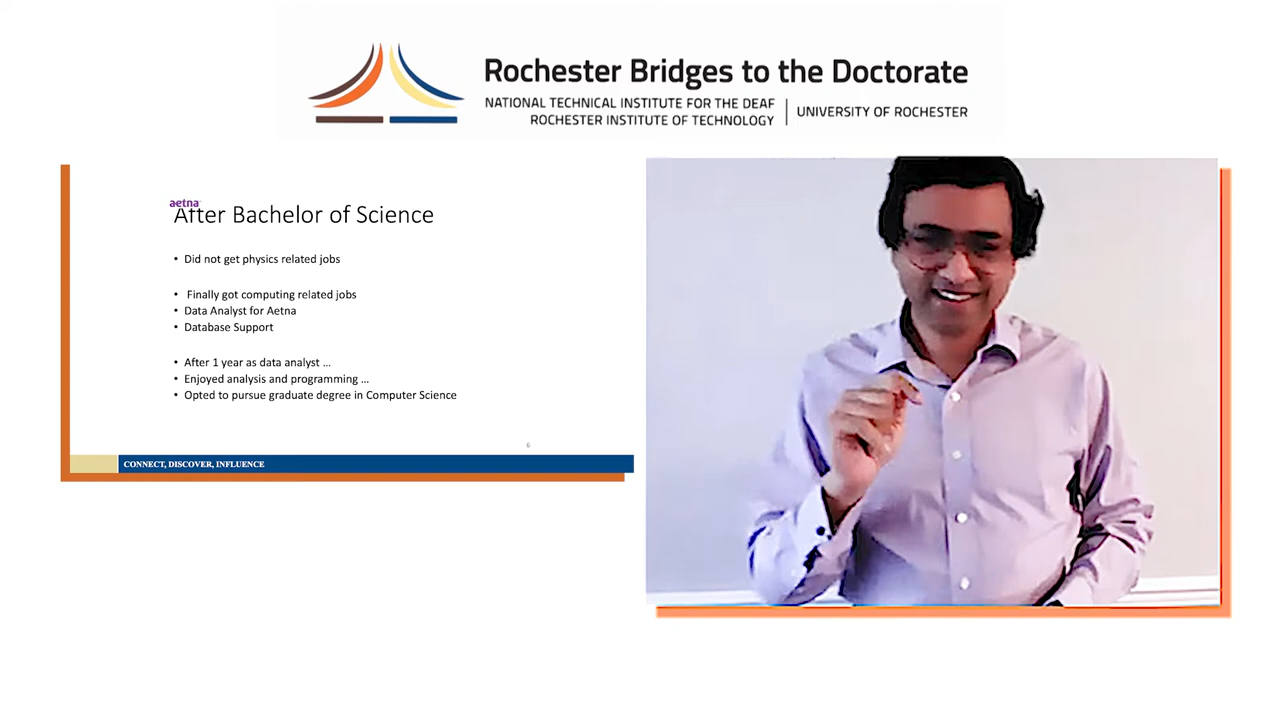 Rochester Bridges to the Doctorate
NATIONAL TECHNICAL INSTITUTE FOR THE DEAF
ROCHESTER INSTITUTE OF TECHNOLOGY
UNIVERSITY OF ROCHESTER
aetna
After Bachelor of Science
• Did not get physics related jobs
• Finally got computing related jobs
• Data Analyst for Aetna
• Database Support
• After 1 year as data analyst ...
• Enjoyed analysis and programming ...
• Opted to pursue graduate degree in Computer Science
6
CONNECT, DISCOVER, INFLUENCE